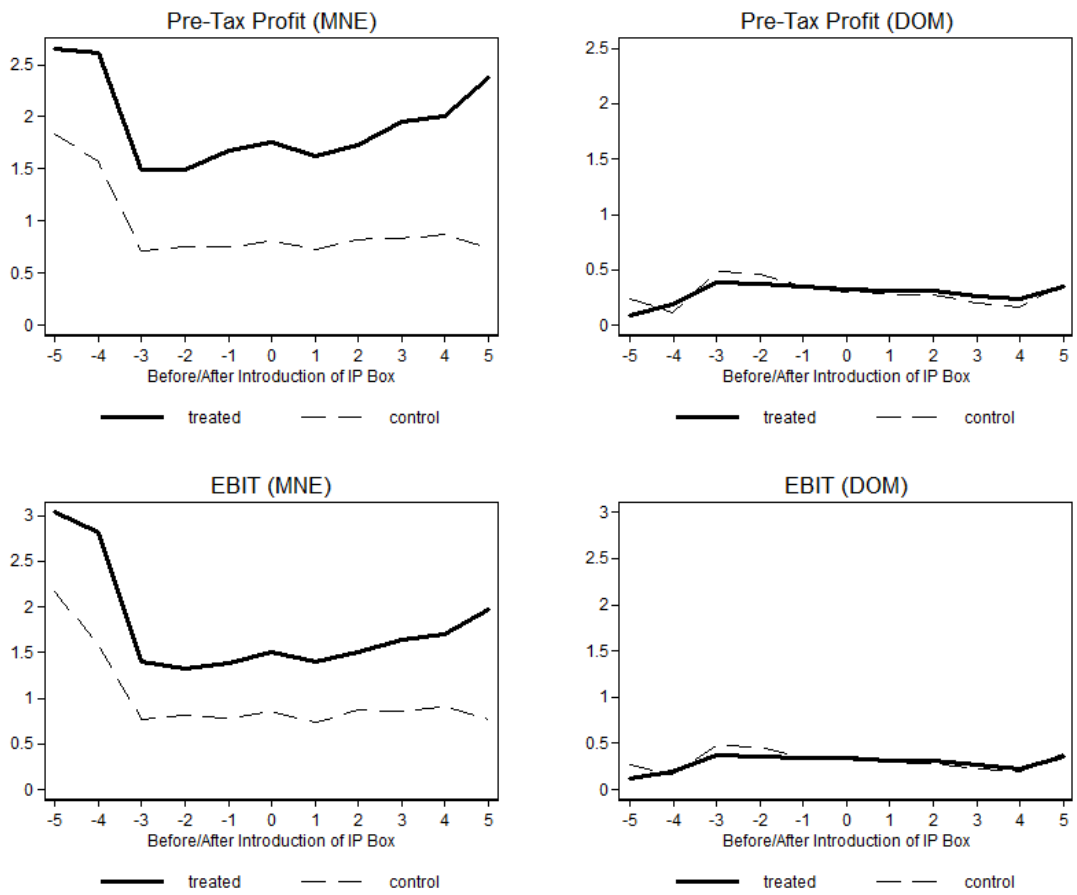 Pre-Tax Profit (MNE)
2.5
2
1.5
1
0.5
0
-5 -4 -3 -2 -1 0 1 2 3 4 5
Before/After Introduction of IP Box
treated control
Pre-Tax Profit (DOM)
2.5
2
1.5
1
0.5
0
-5 -4 -3 -2 -1 0 1 2 3 4 5
Before/After Introduction of IP Box
treated control
EBIT (MNE)
3
2.5
2
1.5
1
0.5
0
-5 -4 -3 -2 -1 0 1 2 3 4 5
Before/After Introduction of IP Box
treated control
EBIT (DOM)
3
2.5
2
1.5
1
0.5
0
-5 -4 -3 -2 -1 0 1 2 3 4 5
Before/After Introduction of IP Box
treated control